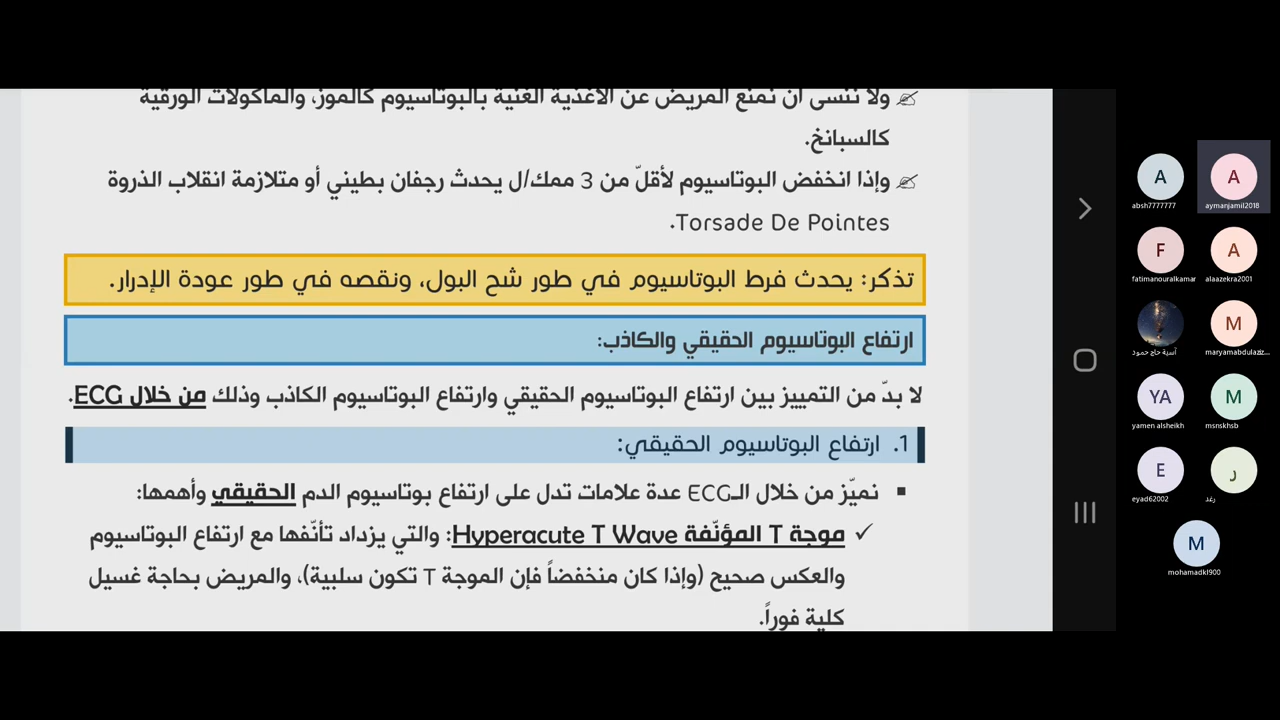 ولا ننسى أن نمنع المريض عن الأغذية الغنية بالبوتاسيوم كالموز، والمأكولات الورقية
كالسبانخ.
وإذا انخفض البوتاسيوم لأقلّ من 3 ممك/ل يحدث رجفان بطيني أو متلازمة انقلاب الذروة
Torsade De Pointes.
تذكر: يحدث فرط البوتاسيوم في طور شح البول، ونقصه في طور عودة الإدرار.
ارتفاع البوتاسيوم الحقيقي والكاذب:
لا بدّ من التمييز بين ارتفاع البوتاسيوم الحقيقي وارتفاع البوتاسيوم الكاذب وذلك من خلال ECG.
1. ارتفاع البوتاسيوم الحقيقي:
نميّز من خلال الـECG عدة علامات تدل على ارتفاع بوتاسيوم الدم الحقيقي وأهمها:
موجة T المؤنّفة Hyperacute T Wave: والتي يزداد تأنّفها مع ارتفاع البوتاسيوم
والعكس صحيح (وإذا كان منخفضاً فإن الموجة T تكون سلبية)، والمريض بحاجة غسيل
كلية فوراً.
A
absh7777777
A
aymanjamil2018
F
fatimanouralkamar
A
alaazekra2001
آسية حاج حمود
M
maryamabdulaziz...
YA
yamen alsheikh
M
msnskhsb
E
eyad62002
ر
رغد
M
mohamadkl900